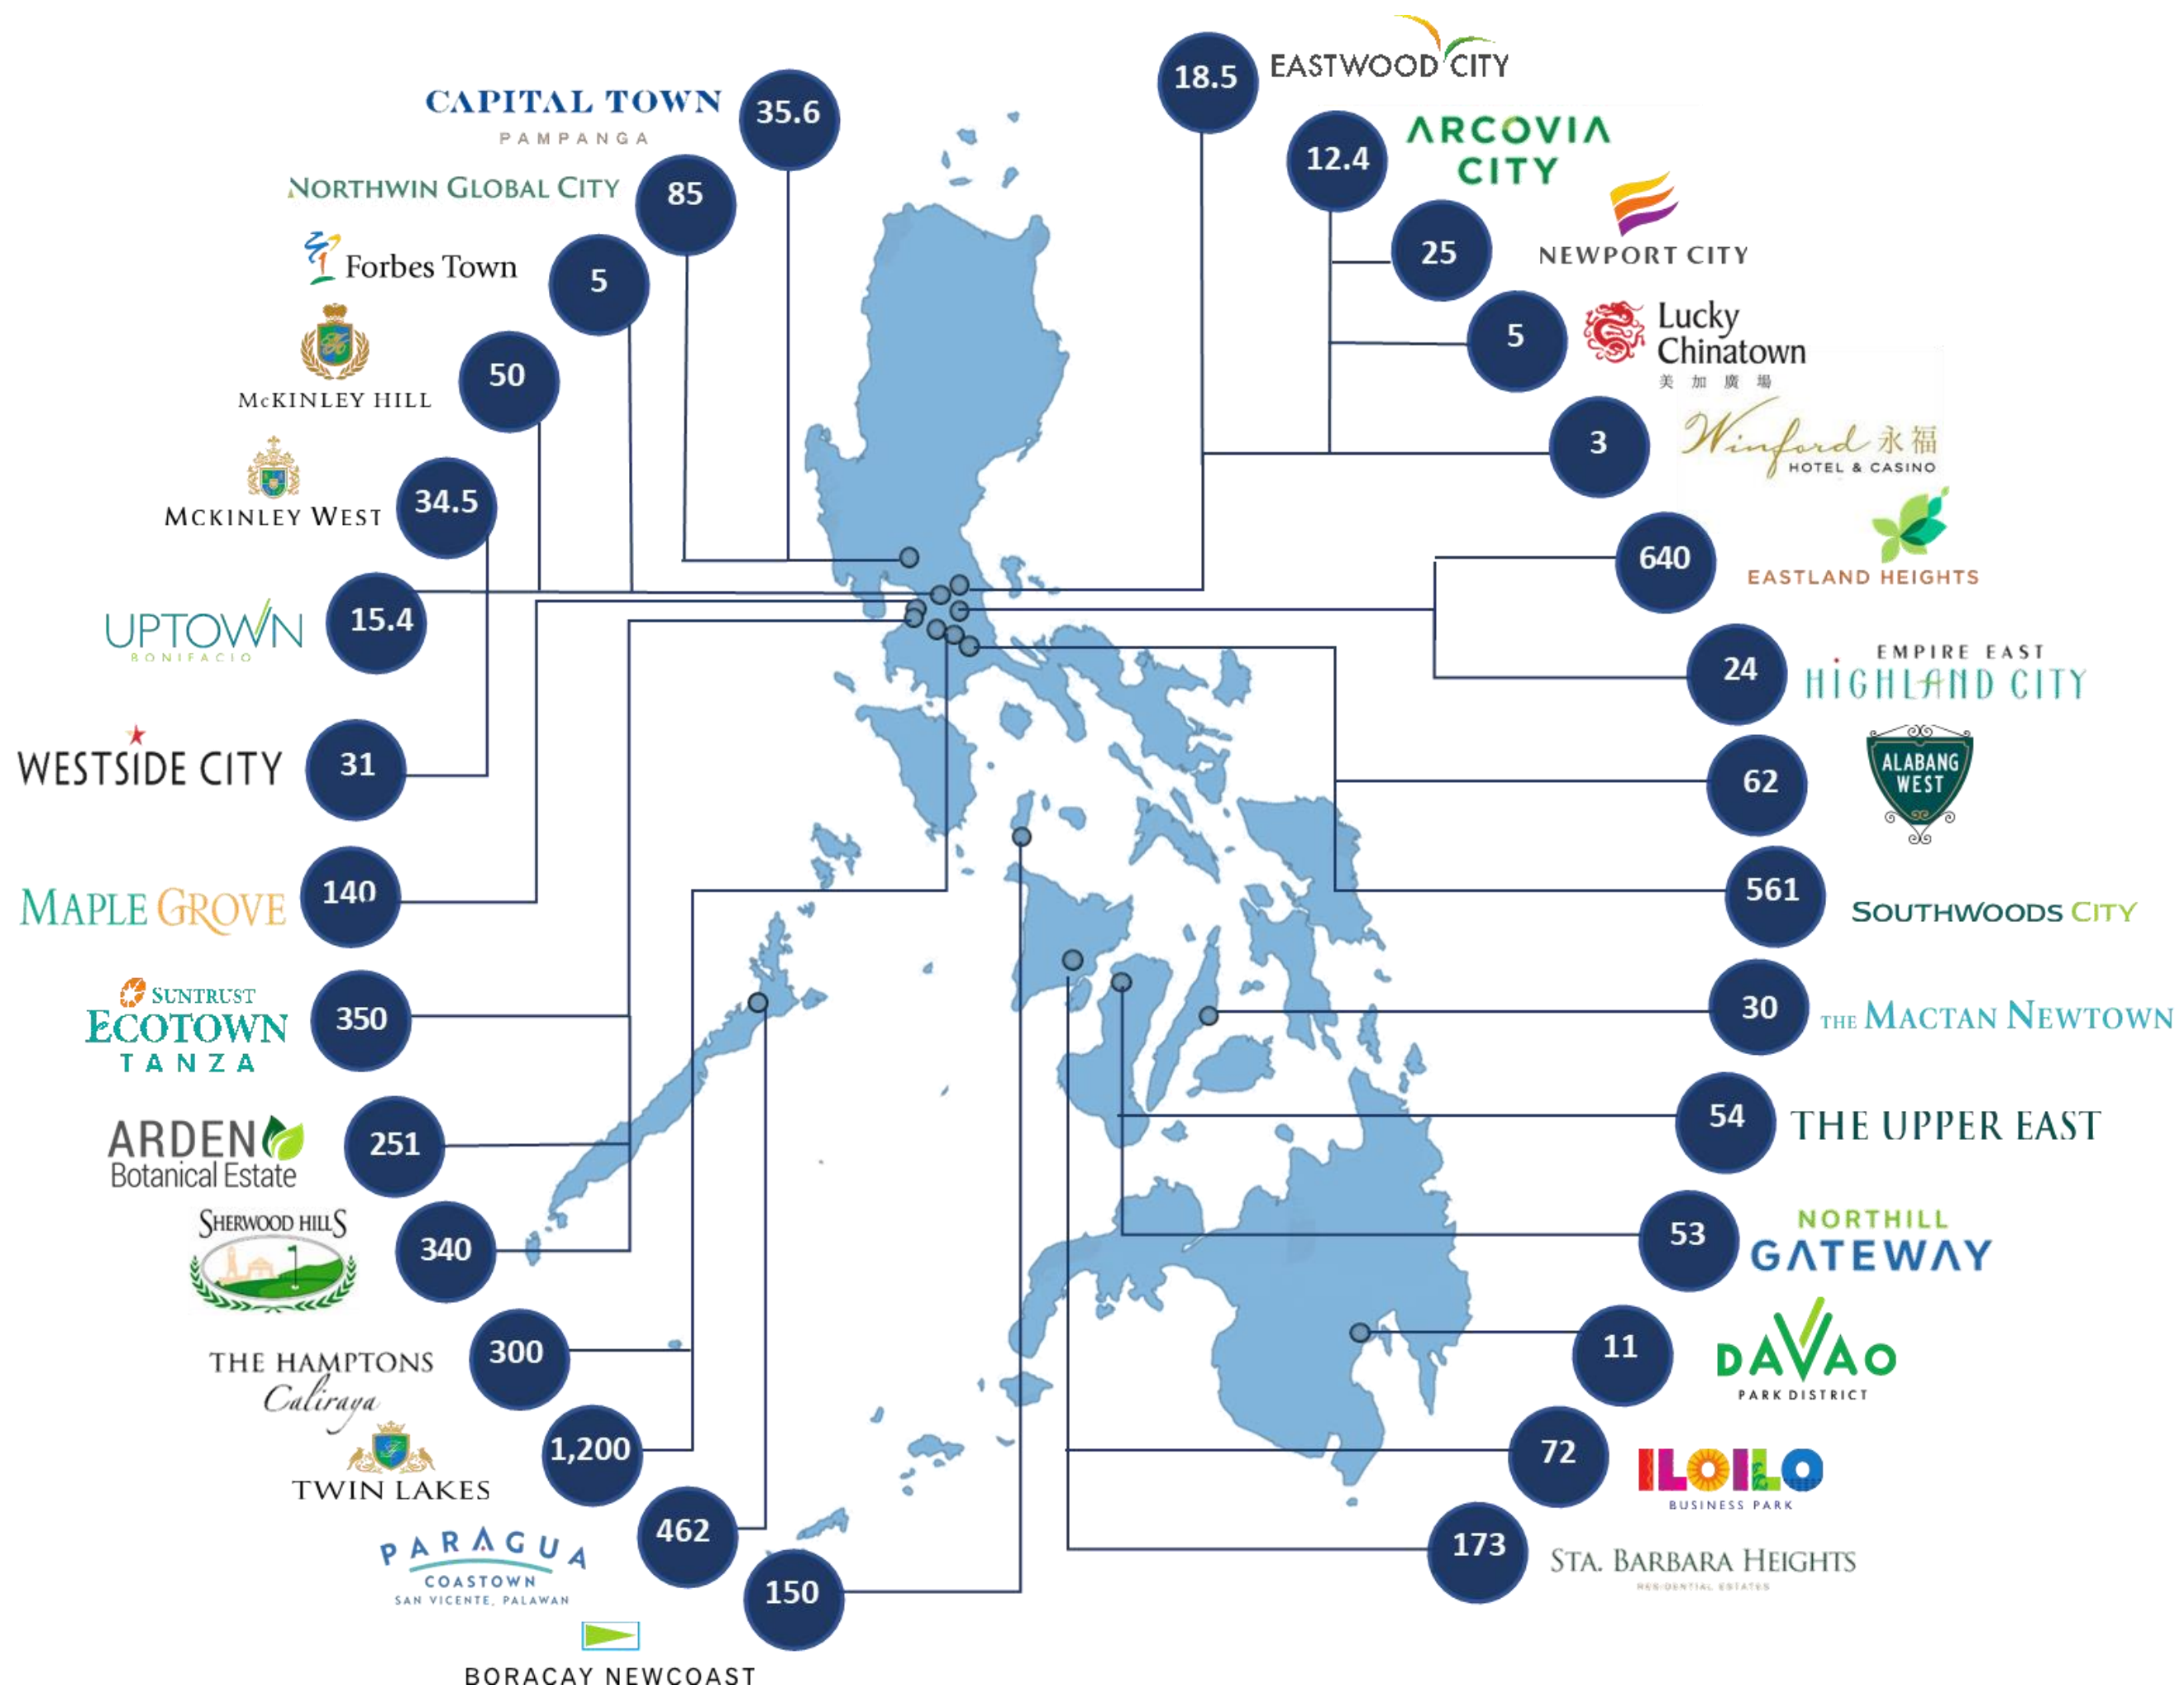 CAPITAL TOWN
PAMPANGA
35.6
NORTHWIN GLOBAL CITY
85
Forbes Town
5
McKINLEY HILL
50
MCKINLEY WEST
34.5
UPTOWN
BONIFACIO
15.4
WESTSIDE CITY
31
MAPLE GROVE
140
SUNTRUST
ECOTOWN
TANZA
350
ARDEN
Botanical Estate
251
SHERWOOD HILLS
340
THE HAMPTONS
Caliraya
300
TWIN LAKES
1,200
PARAGUA
COASTOWN
SAN VICENTE, PALAWAN
462
BORACAY NEWCOAST
150
18.5
EASTWOOD CITY
12.4
ARCOVIA
CITY
25
NEWPORT CITY
5
Lucky
Chinatown
美加廣場
3
Winford 永福
HOTEL & CASINO
640
EASTLAND HEIGHTS
24
EMPIRE EAST
HIGHLAND CITY
62
ALABANG
WEST
561
SOUTHWOODS CITY
30
THE MACTAN NEWTOWN
54
THE UPPER EAST
53
NORTHILL
GATEWAY
11
DAVAO
PARK DISTRICT
72
ILOILO
BUSINESS PARK
173
STA. BARBARA HEIGHTS
RESIDENTIAL ESTATES